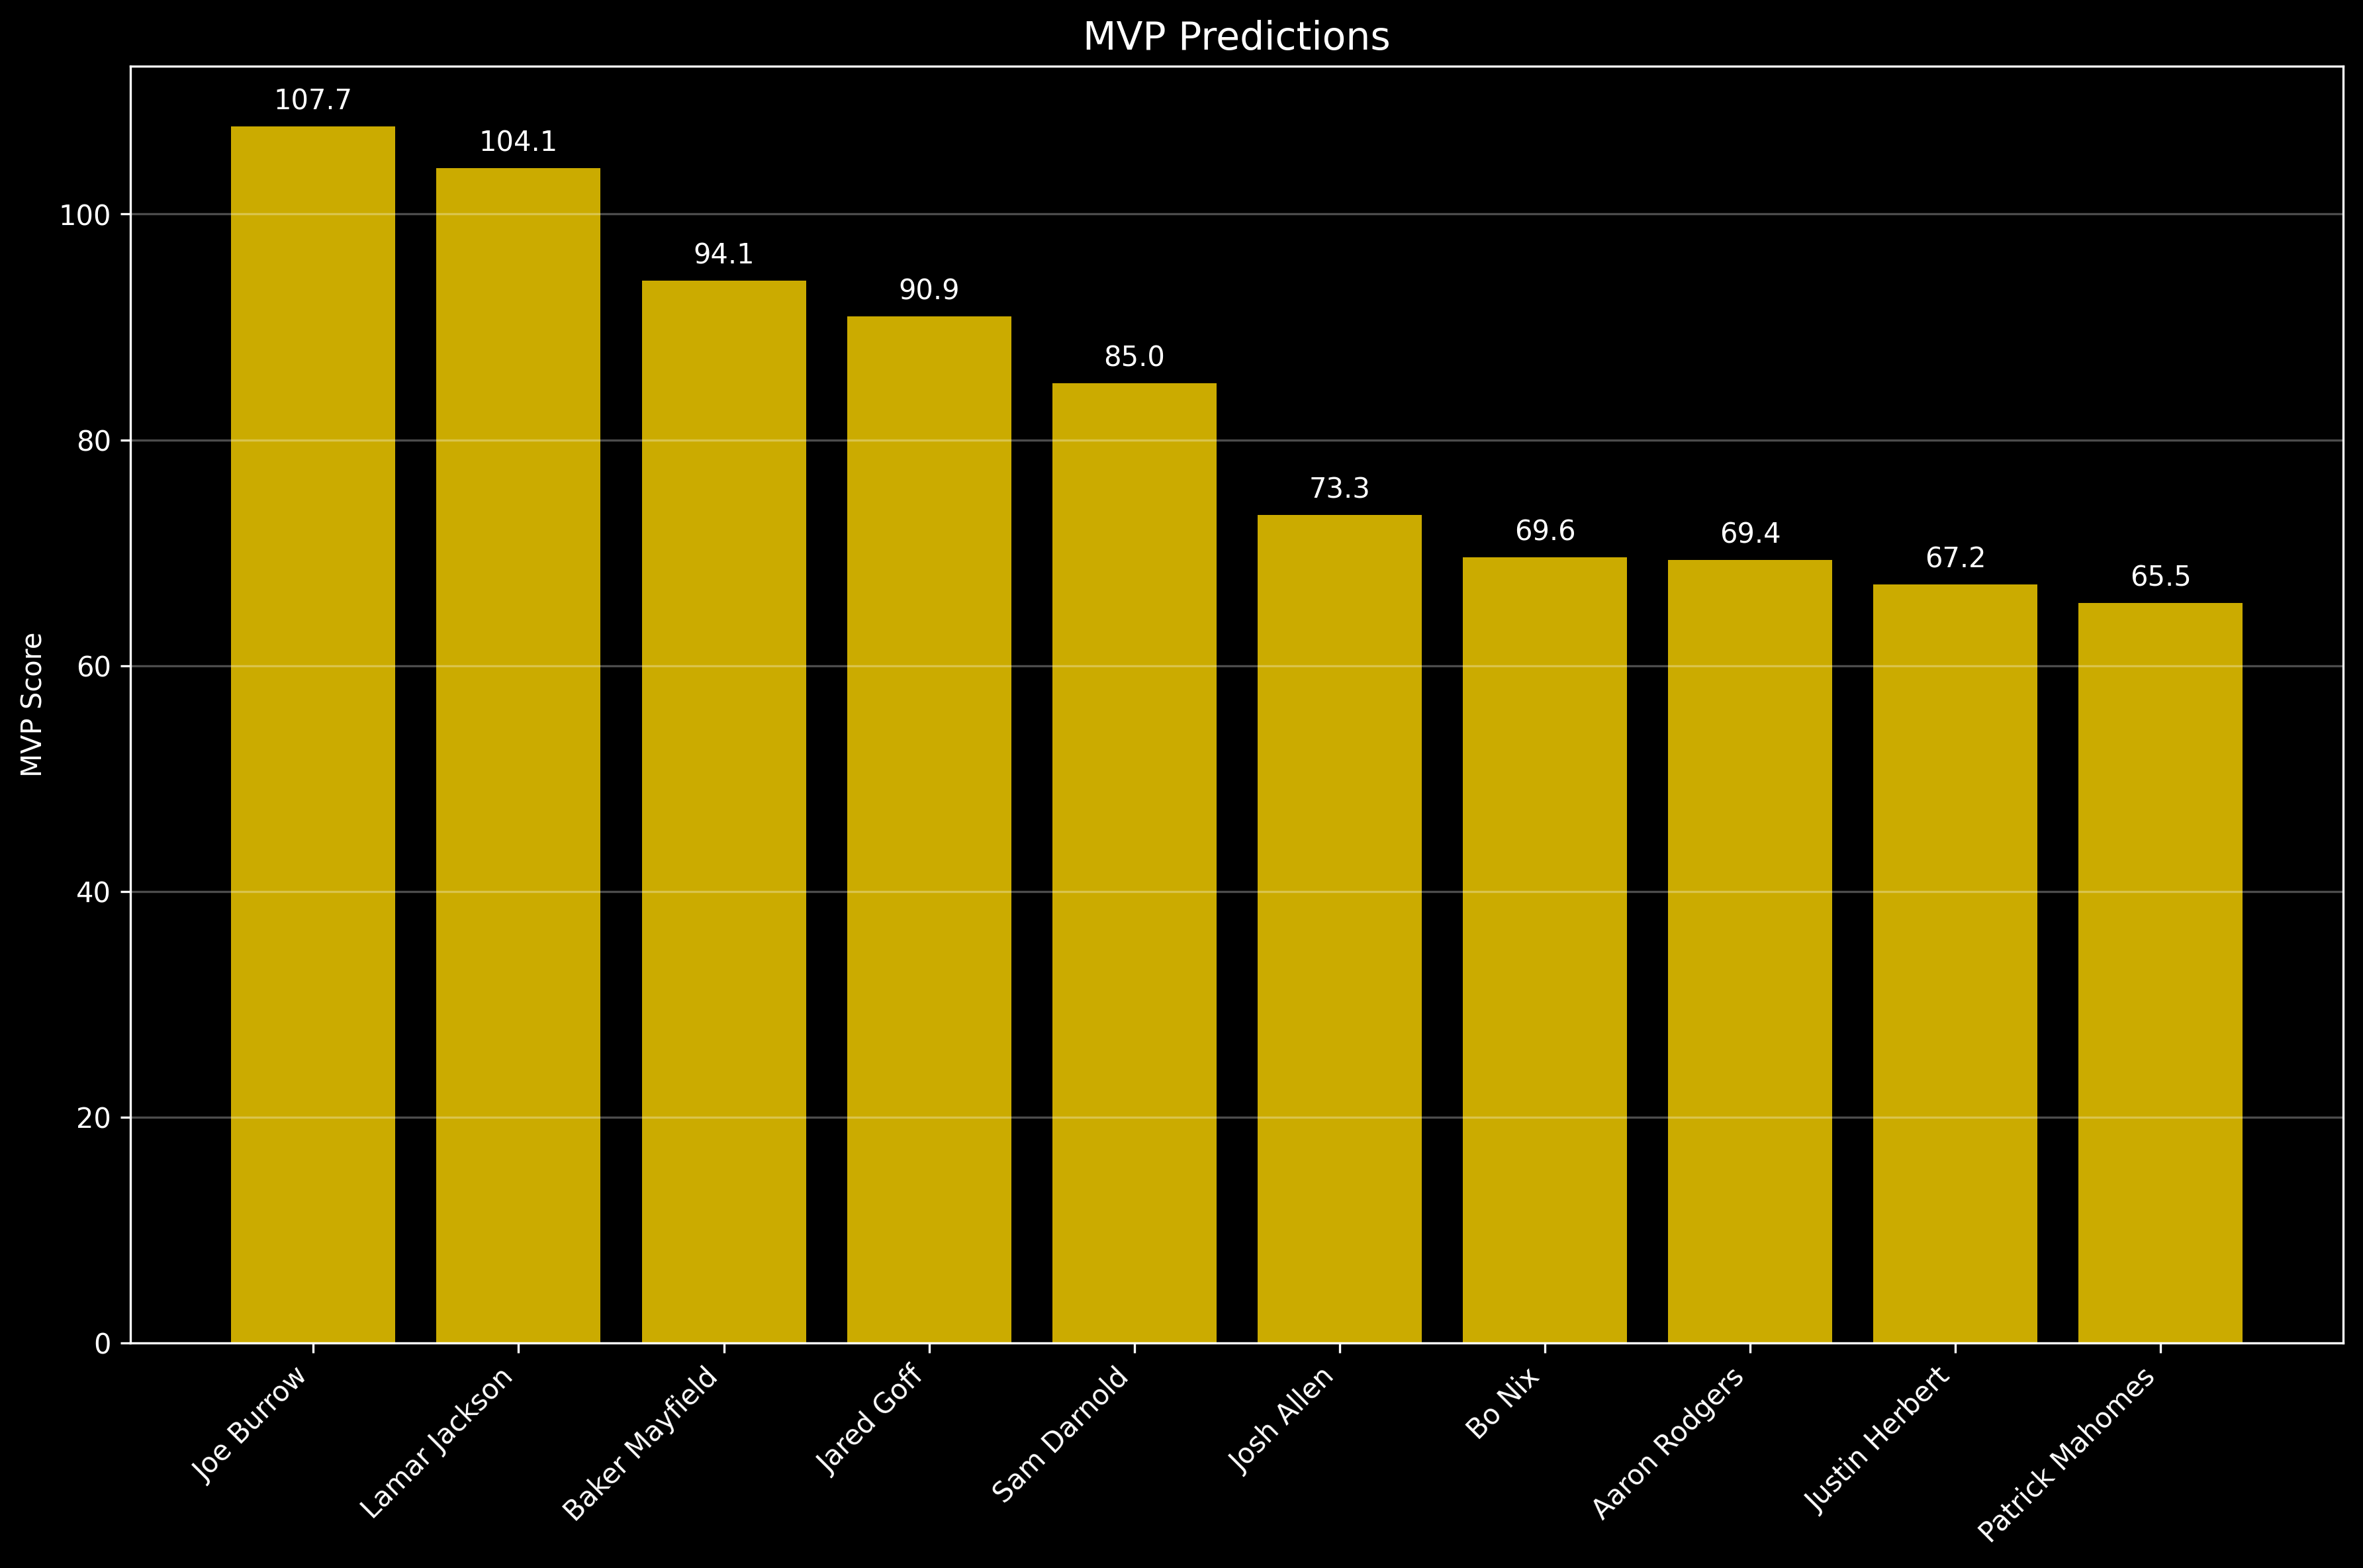 MVP Predictions
MVP Score
100
80
60
40
20
0
107.7
104.1
94.1
90.9
85.0
73.3
69.6
69.4
67.2
65.5
Joe Burrow
Lamar Jackson
Baker Mayfield
Jared Goff
Sam Darnold
Josh Allen
Bo Nix
Aaron Rodgers
Justin Herbert
Patrick Mahomes